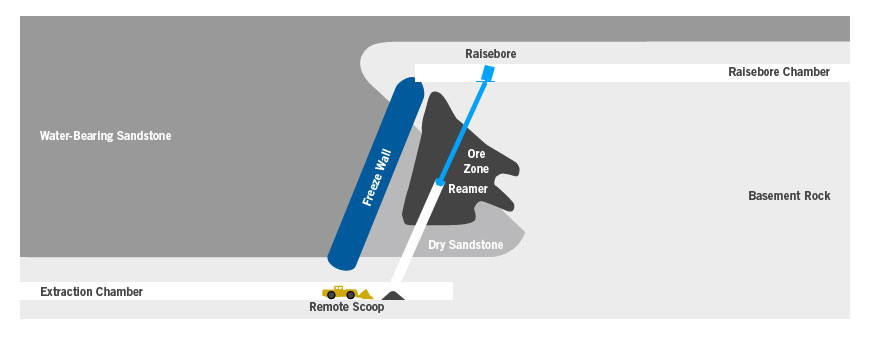 Raisebore
Raisebore Chamber
Water-Bearing Sandstone
Freeze Wall
Ore
Zone
Reamer
Basement Rock
Dry Sandstone
Extraction Chamber
Remote Scoop